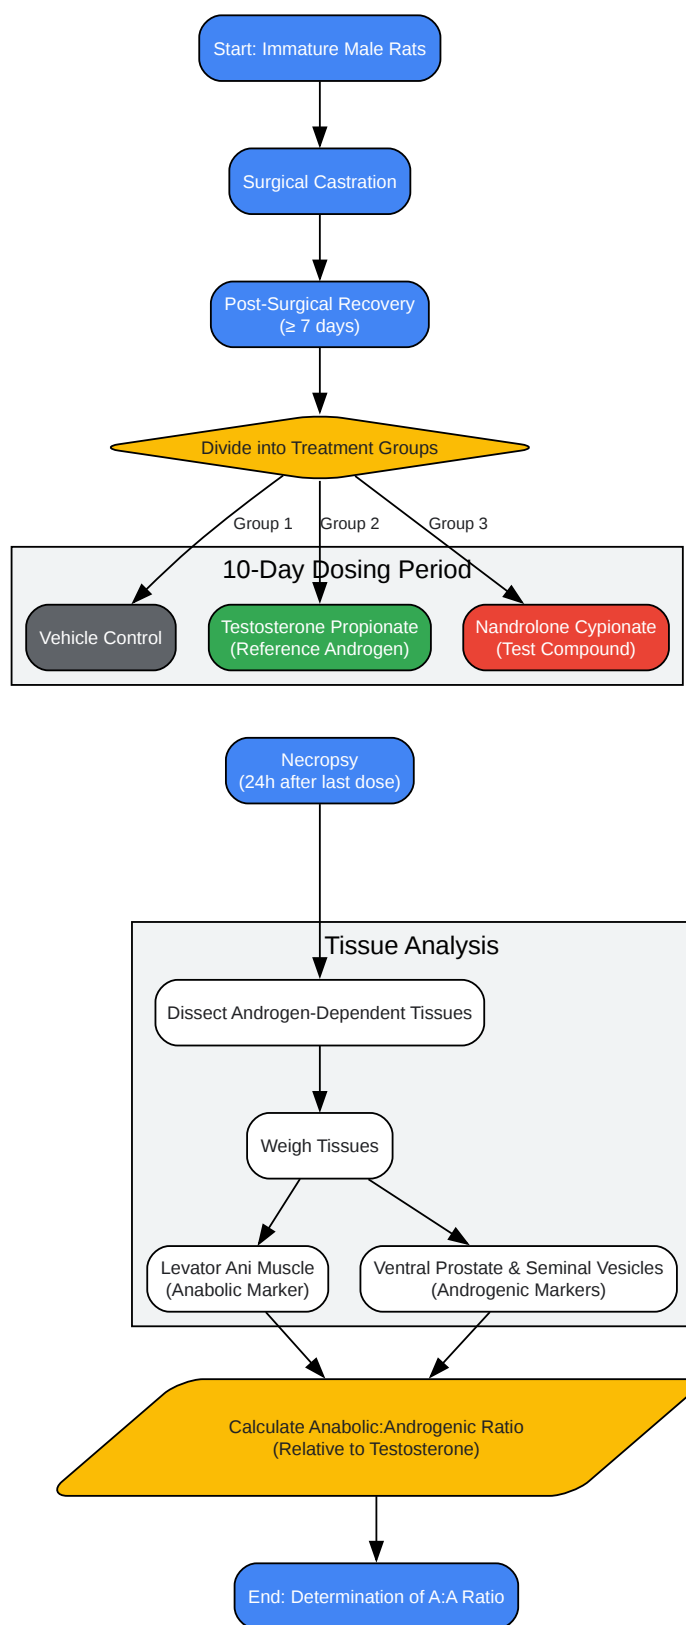 Start: Immature Male Rats
Surgical Castration
Post-Surgical Recovery
(≥ 7 days)
Divide into Treatment Groups
Group 1
Group 2
Group 3
10-Day Dosing Period
Vehicle Control
Testosterone Propionate
(Reference Androgen)
Nandrolone Cypionate
(Test Compound)
Necropsy
(24h after last dose)
Tissue Analysis
Dissect Androgen-Dependent Tissues
Weigh Tissues
Levator Ani Muscle
(Anabolic Marker)
Ventral Prostate & Seminal Vesicles
(Androgenic Markers)
Calculate Anabolic:Androgenic Ratio
(Relative to Testosterone)
End: Determination of A:A Ratio